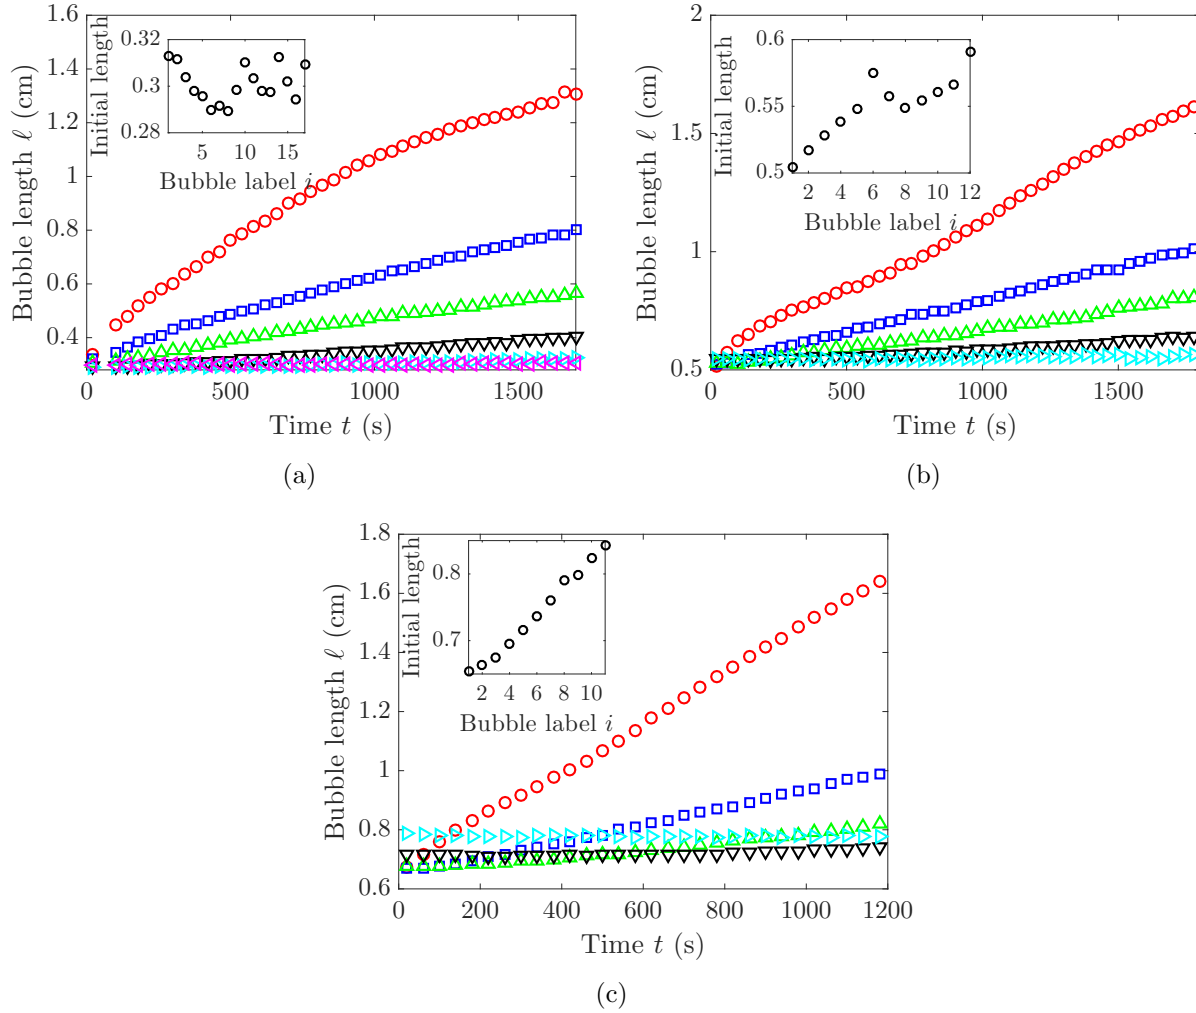 1.6
1.4
1.2
1
0.8
0.6
0.4
Bubble length ℓ (cm)
0.32
0.3
0.28
Initial length
5 10 15
Bubble label i
0 500 1000 1500
Time t (s)
(a)
2
1.5
1
0.5
Bubble length ℓ (cm)
0.6
0.55
0.5
Initial length
2 4 6 8 10 12
Bubble label i
0 500 1000 1500
Time t (s)
(b)
1.8
1.6
1.4
1.2
1
0.8
0.6
Bubble length ℓ (cm)
0.8
0.7
Initial length
2 4 6 8 10
Bubble label i
0 200 400 600 800 1000 1200
Time t (s)
(c)